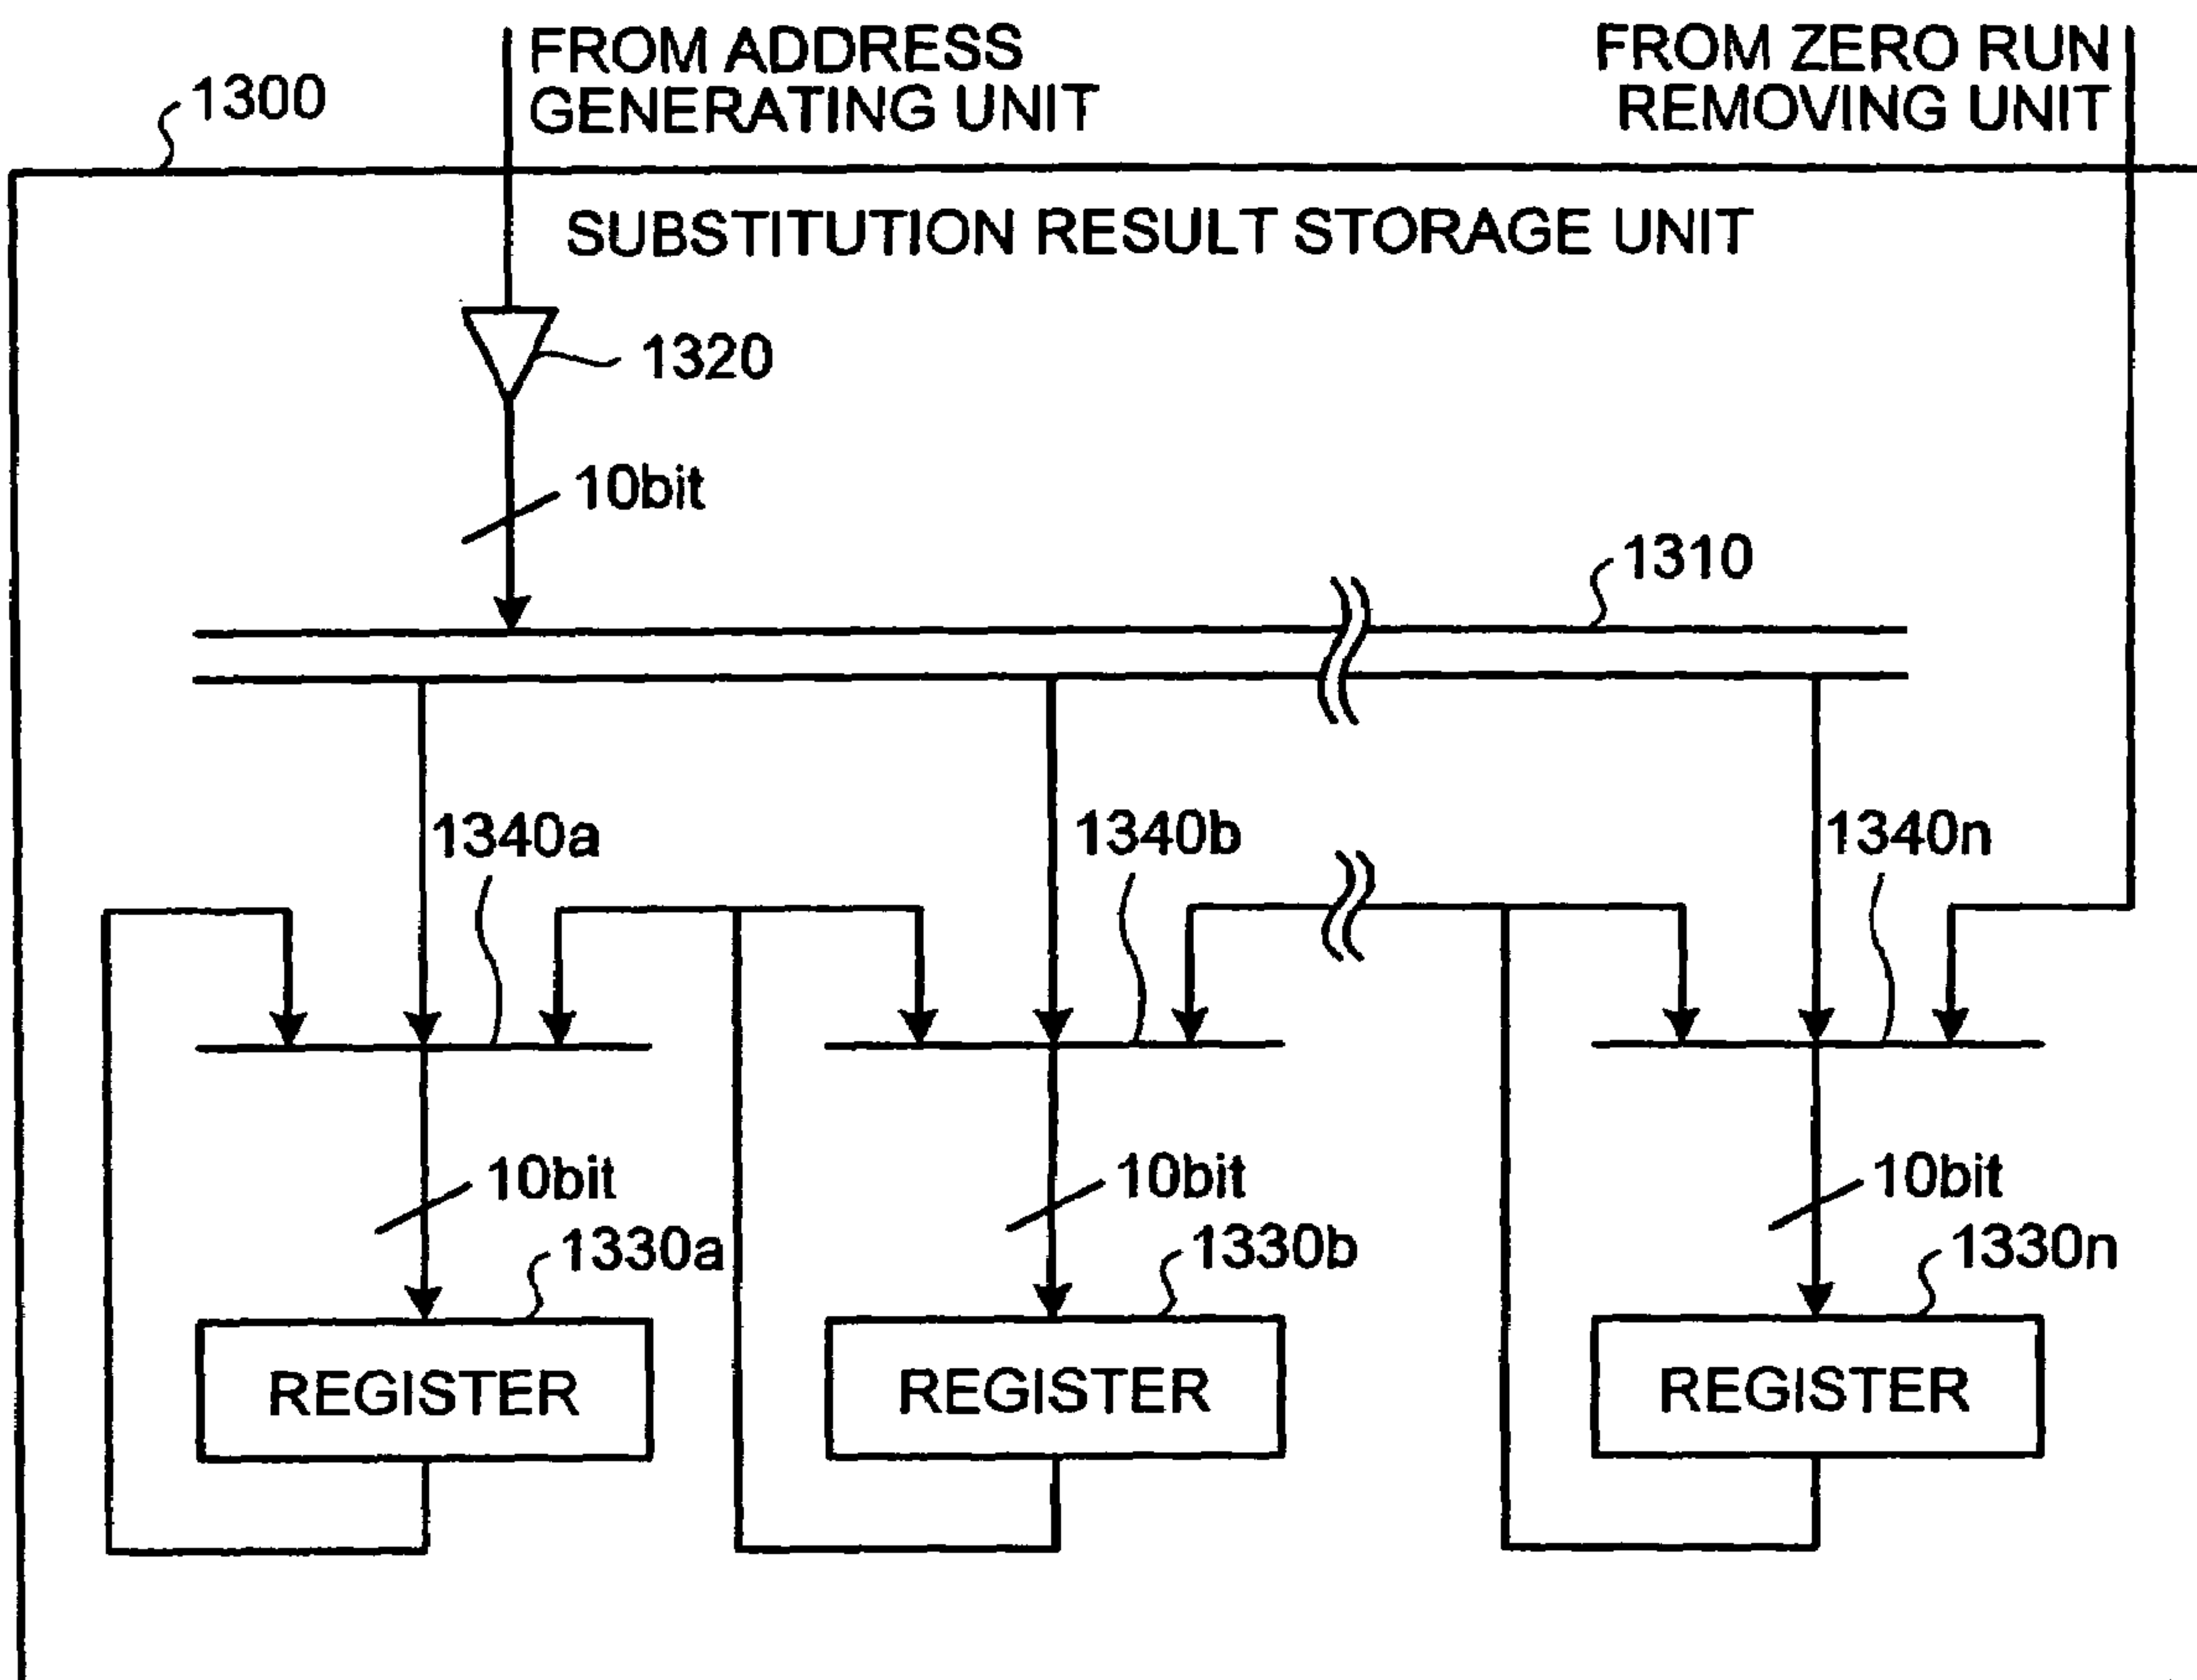 FROM ADDRESS
GENERATING UNIT
FROM ZERO RUN
REMOVING UNIT
1300
SUBSTITUTION RESULT STORAGE UNIT
1320
10bit
1310
1340a
1340b
1340n
10bit
10bit
10bit
1330a
1330b
1330n
REGISTER
REGISTER
REGISTER